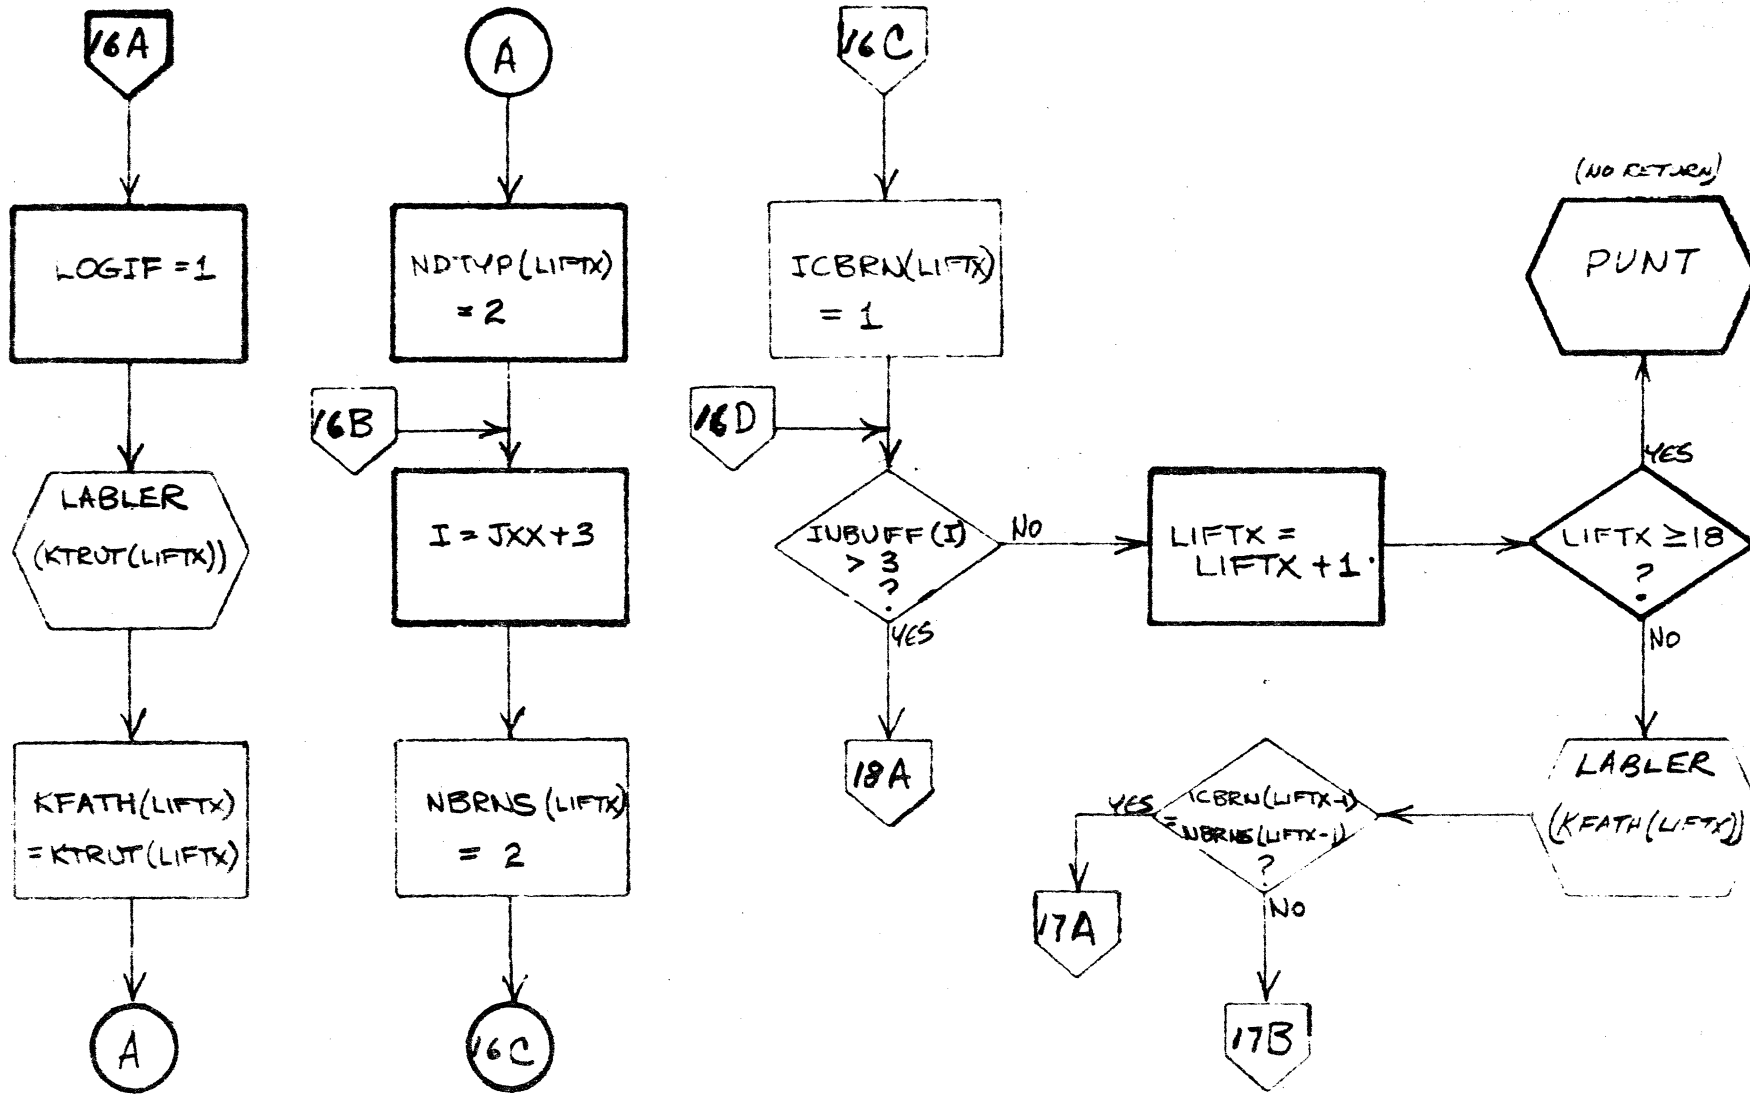 16A
LOGIF = 1
LABLER
(KTRUT(LIFTX))
KFATH(LIFTX)
= KTRUT(LIFTX)
A
A
NDTYP(LIFTX)
= 2
16B
I = JXX + 3
NBRNS(LIFTX)
= 2
16C
16C
ICBRN(LIFTX)
= 1
16D
IUBUFF(I)
> 3
?
NO
YES
18A
LIFTX =
LIFTX + 1
LIFTX ≥ 18
?
YES
(NO RETURN)
PUNT
NO
LABLER
(KFATH(LIFTX))
ICBRN(LIFTX-1)
= NBRNS(LIFTX-1)
?
YES
17A
NO
17B